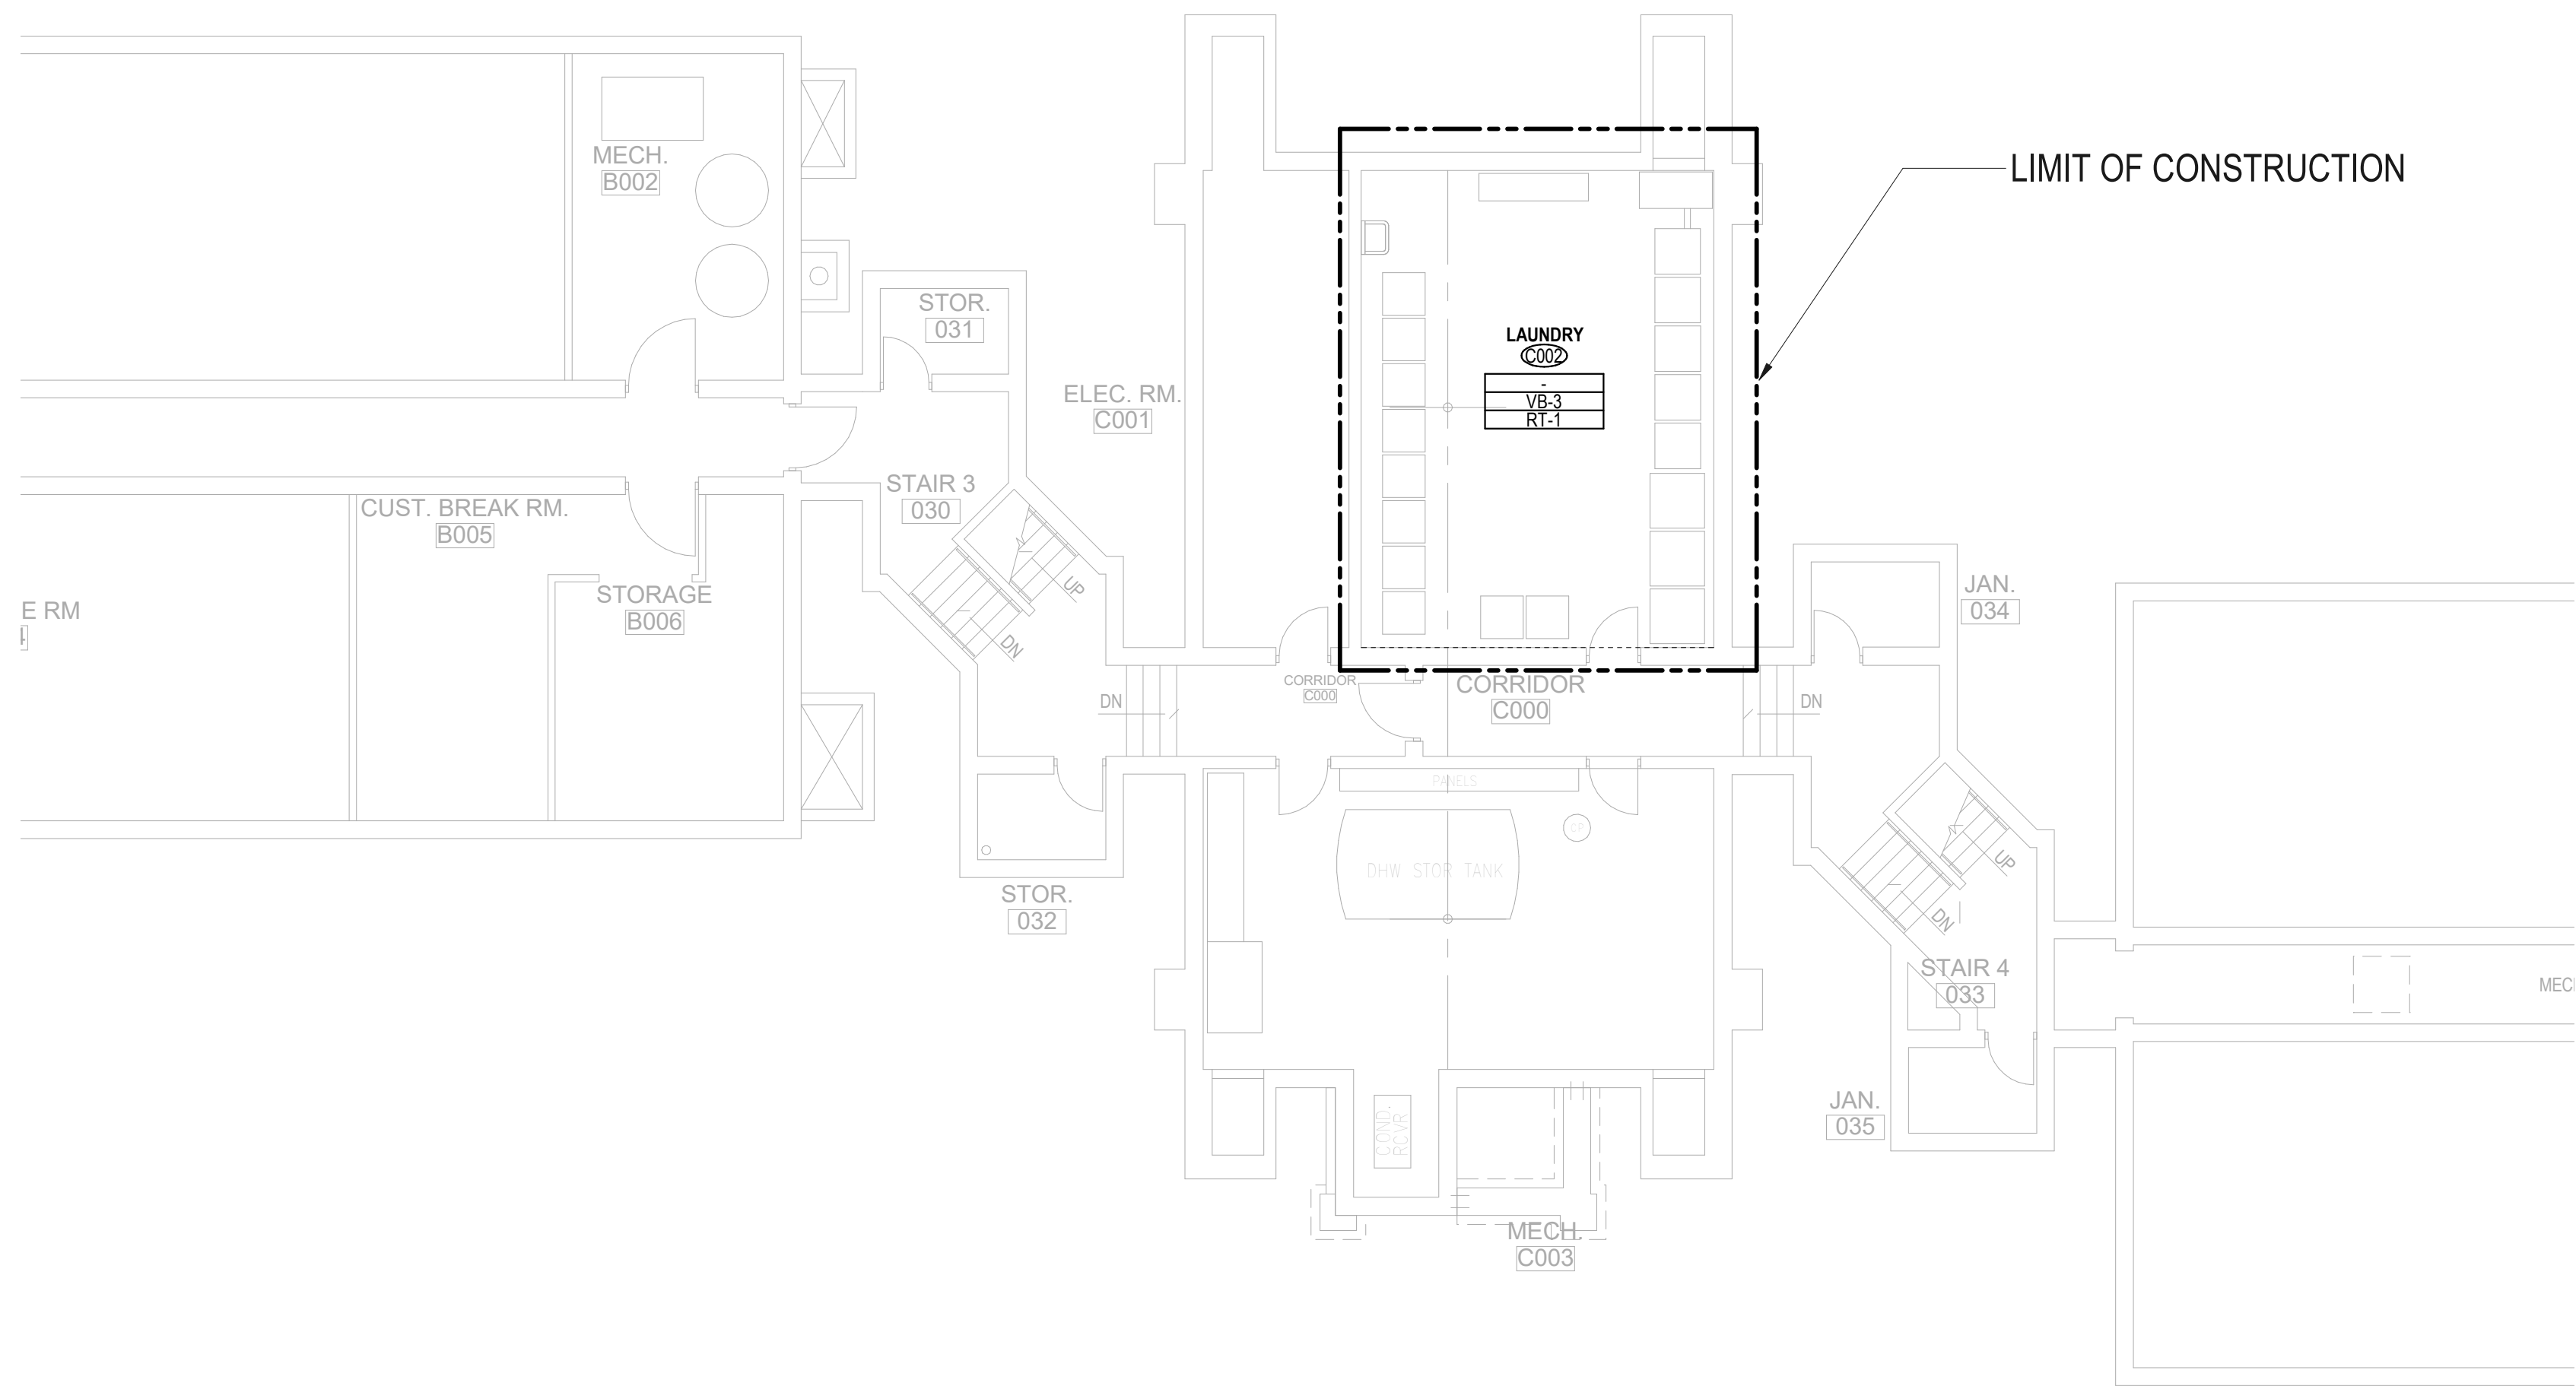 MECH.
B002
LIMIT OF CONSTRUCTION
STOR.
031
LAUNDRY
C002
-
VB-3
RT-1
ELEC. RM.
C001
STAIR 3
030
CUST. BREAK RM.
B005
STORAGE
B006
E RM
UP
DN
JAN.
034
CORRIDOR
C000
CORRIDOR
C000
DN
DN
PANELS
CP
DHW STOR TANK
UP
DN
STOR.
032
STAIR 4
033
MEC
COND.
RCVR
JAN.
035
MECH.
C003